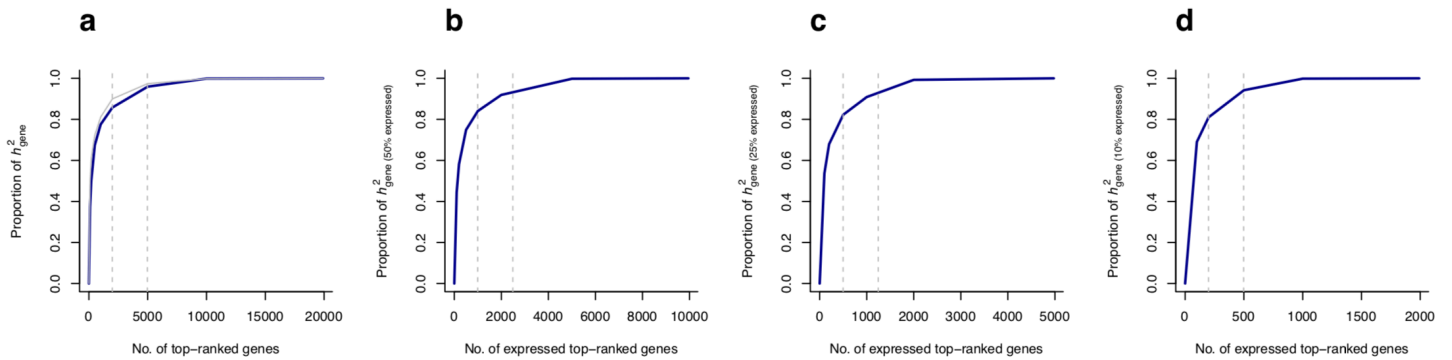 a
Proportion of h²gene
0.0 0.2 0.4 0.6 0.8 1.0
0 5000 10000 15000 20000
No. of top−ranked genes
b
Proportion of h²gene (50% expressed)
0.0 0.2 0.4 0.6 0.8 1.0
0 2000 4000 6000 8000 10000
No. of expressed top−ranked genes
c
Proportion of h²gene (25% expressed)
0.0 0.2 0.4 0.6 0.8 1.0
0 1000 2000 3000 4000 5000
No. of expressed top−ranked genes
d
Proportion of h²gene (10% expressed)
0.0 0.2 0.4 0.6 0.8 1.0
0 500 1000 1500 2000
No. of expressed top−ranked genes